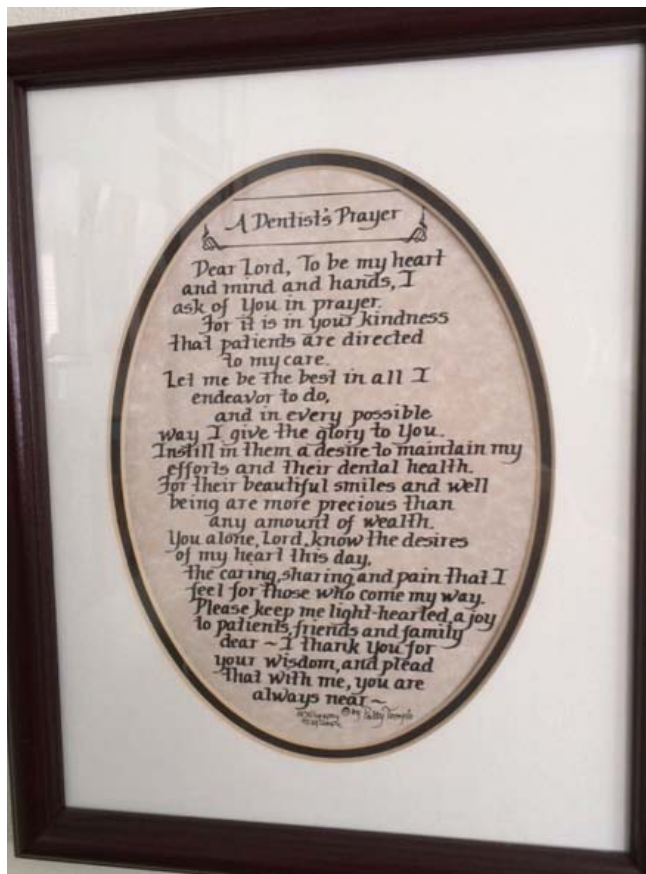 A Dentist's Prayer
Dear Lord, To be my heart
and mind and hands, I
ask of You in prayer.
For it is in your kindness
that patients are directed
to my care.
Let me be the best in all I
endeavor to do,
and in every possible
way I give the glory to You.
Instill in them a desire to maintain my
efforts and their dental health.
For their beautiful smiles and well
being are more precious than
any amount of wealth.
You alone, Lord, know the desires
of my heart this day,
the caring, sharing and pain that I
feel for those who come my way.
Please keep me light-hearted, a joy
to patients, friends and family
dear ~ I thank You for
your wisdom, and plead
that with me, you are
always near ~
© by Patty Temple